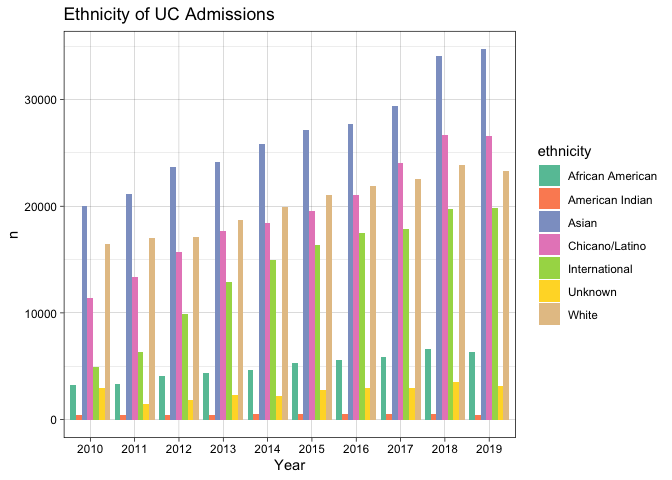 Ethnicity of UC Admissions
30000
20000
10000
0
n
2010 2011 2012 2013 2014 2015 2016 2017 2018 2019
Year
ethnicity
African American
American Indian
Asian
Chicano/Latino
International
Unknown
White